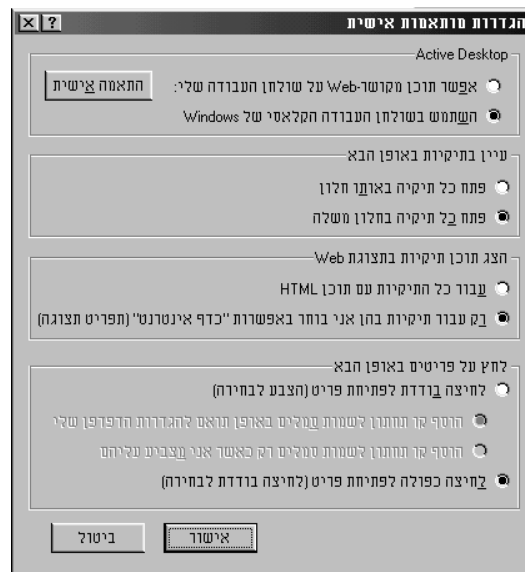 הגדרות מותאמות אישית
Active Desktop
אפשר תוכן מקושר-Web על שולחן העבודה שלי:
התאמה אישית
השתמש בשולחן העבודה הקלאסי של Windows
עיין בתיקיות באופן הבא
פתח כל תיקיה באותו חלון
פתח כל תיקיה בחלון משלה
הצג תוכן תיקיות בתצוגת Web
עבור כל התיקיות עם תוכן HTML
רק עבור תיקיות בהן אני בוחר באפשרות "כדף אינטרנט" (תפריט תצוגה)
לחץ על פריטים באופן הבא
לחיצה בודדת לפתיחת פריט (הצבע לבחירה)
הוסף קו תחתון לשמות סמלים באופן תואם להגדרות הדפדפן שלי
הוסף קו תחתון לשמות סמלים רק כאשר אני מצביע עליהם
לחיצה כפולה לפתיחת פריט (לחיצה בודדת לבחירה)
אישור
ביטול